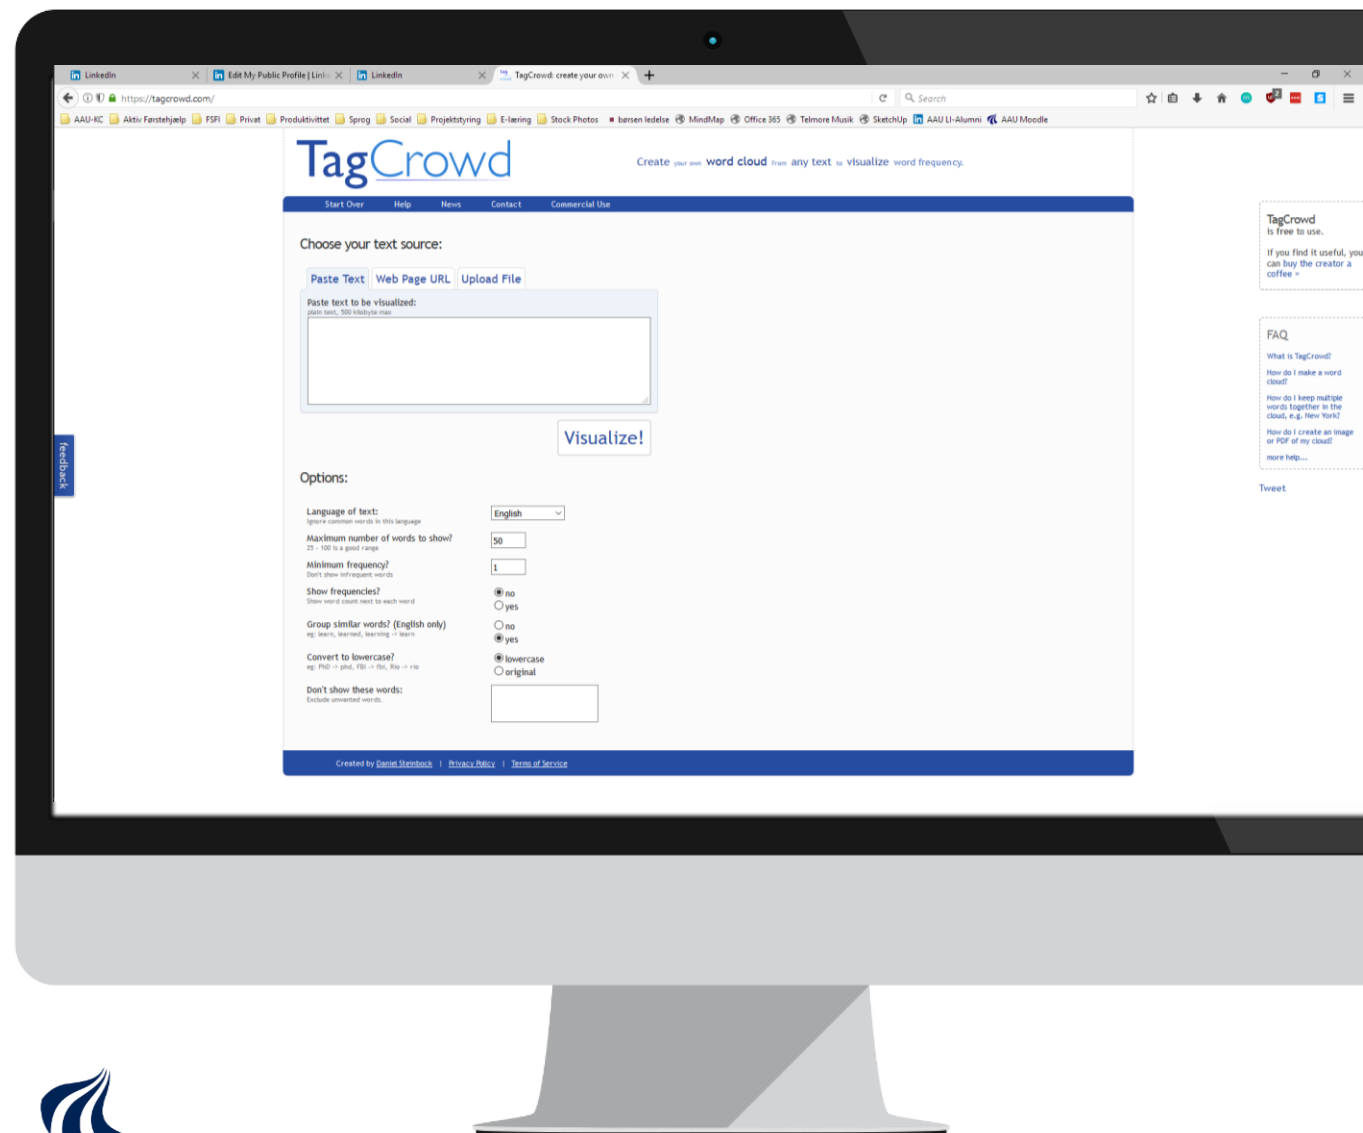 LinkedIn
Edit My Public Profile | Linke
LinkedIn
TagCrowd: create your own
https://tagcrowd.com/
Search
AAU-KC Aktiv Førstehjælp FSFI Privat Produktivittet Sprog Social Projektstyring E-læring Stock Photos børsen ledelse MindMap Office 365 Telmore Musik SketchUp AAU LI-Alumni AAU Moodle
TagCrowd
Create your own word cloud from any text to visualize word frequency.
Start Over Help News Contact Commercial Use
Choose your text source:
Paste Text Web Page URL Upload File
Paste text to be visualized:
plain text, 500 kilobyte max
Visualize!
feedback
Options:
Language of text:
Ignore common words in this language
English
Maximum number of words to show?
25 - 100 is a good range
50
Minimum frequency?
Don't show infrequent words
1
Show frequencies?
Show word count next to each word
no
yes
Group similar words? (English only)
eg: learn, learned, learning -> learn
no
yes
Convert to lowercase?
eg: PhD -> phd, FBI -> fbi, Rio -> rio
lowercase
original
Don't show these words:
Exclude unwanted words.
Created by Daniel Steinbock | Privacy Policy | Terms of Service
TagCrowd
is free to use.
If you find it useful, you
can buy the creator a
coffee »
FAQ
What is TagCrowd?
How do I make a word
cloud?
How do I keep multiple
words together in the
cloud, e.g. New York?
How do I create an image
or PDF of my cloud?
more help...
Tweet